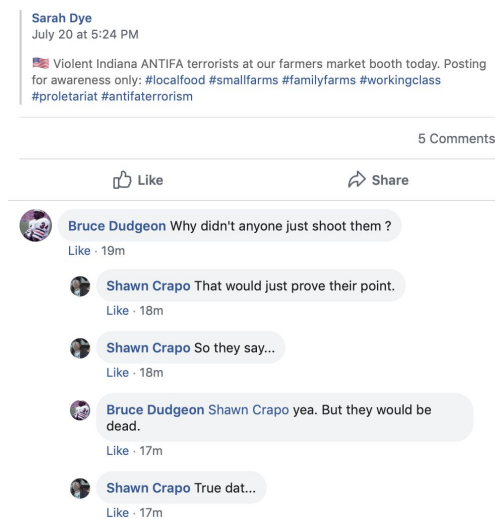 Sarah Dye
July 20 at 5:24 PM
🇺🇸 Violent Indiana ANTIFA terrorists at our farmers market booth today. Posting
for awareness only: #localfood #smallfarms #familyfarms #workingclass
#proletariat #antifaterrorism
5 Comments
Like Share
Bruce Dudgeon Why didn't anyone just shoot them ?
Like · 19m
Shawn Crapo That would just prove their point.
Like · 18m
Shawn Crapo So they say...
Like · 18m
Bruce Dudgeon Shawn Crapo yea. But they would be
dead.
Like · 17m
Shawn Crapo True dat...
Like · 17m